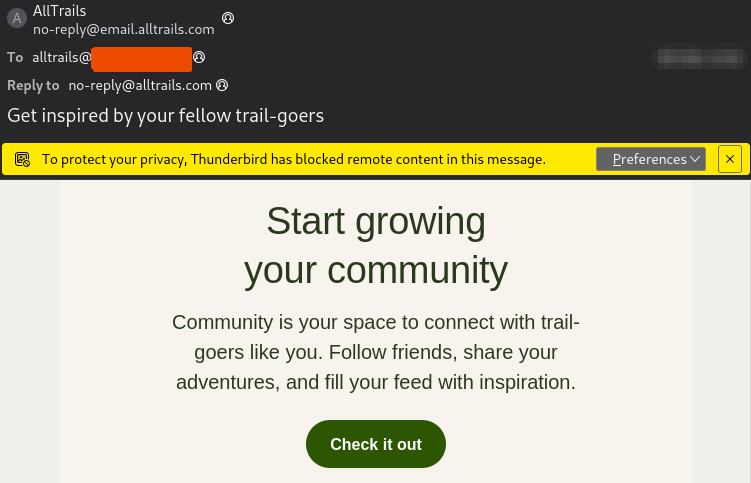 A
AllTrails
no-reply@email.alltrails.com
To alltrails@
Reply to no-reply@alltrails.com
Get inspired by your fellow trail-goers
To protect your privacy, Thunderbird has blocked remote content in this message. Preferences
Start growing
your community
Community is your space to connect with trail-
goers like you. Follow friends, share your
adventures, and fill your feed with inspiration.
Check it out